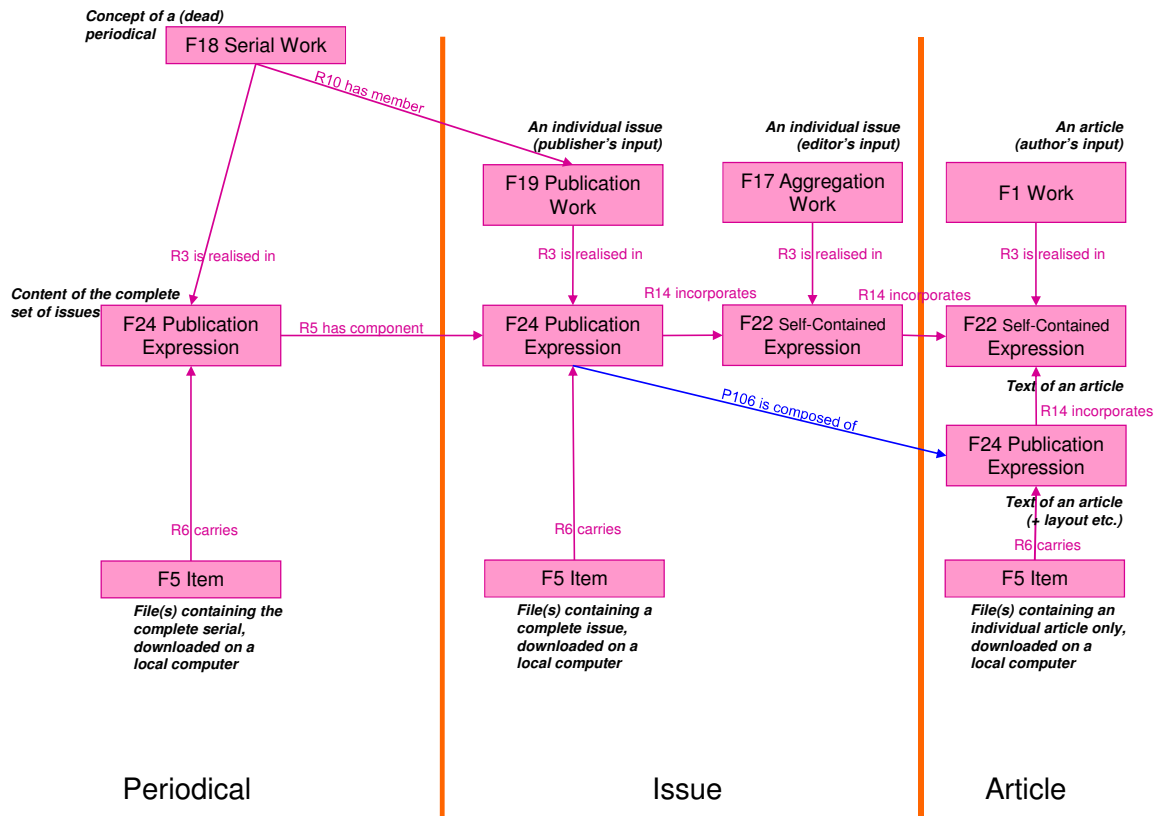 Concept of a (dead)
periodical
F18 Serial Work
R10 has member
An individual issue
(publisher's input)
An individual issue
(editor's input)
An article
(author's input)
F19 Publication
Work
F17 Aggregation
Work
F1 Work
R3 is realised in
R3 is realised in
R3 is realised in
R3 is realised in
Content of the complete
set of issues
F24 Publication
Expression
R5 has component
F24 Publication
Expression
R14 incorporates
F22 Self-Contained
Expression
R14 incorporates
F22 Self-Contained
Expression
Text of an article
R14 incorporates
P106 is composed of
F24 Publication
Expression
Text of an article
(+ layout etc.)
R6 carries
R6 carries
R6 carries
F5 Item
F5 Item
F5 Item
File(s) containing the
complete serial,
downloaded on a
local computer
File(s) containing a
complete issue,
downloaded on a
local computer
File(s) containing an
individual article only,
downloaded on a
local computer
Periodical
Issue
Article